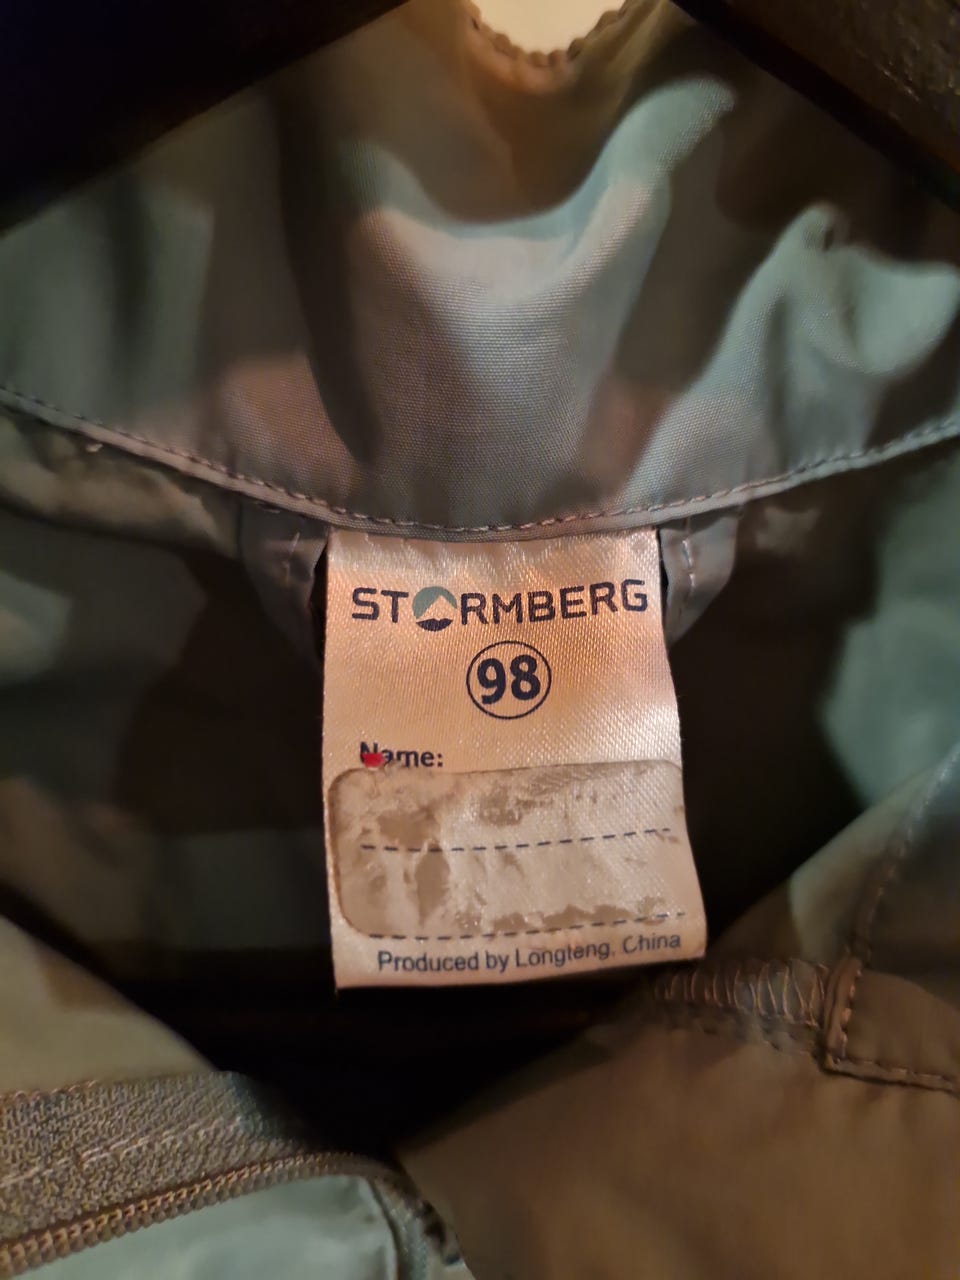 STORMBERG
98
Name:
Produced by Longteng, China